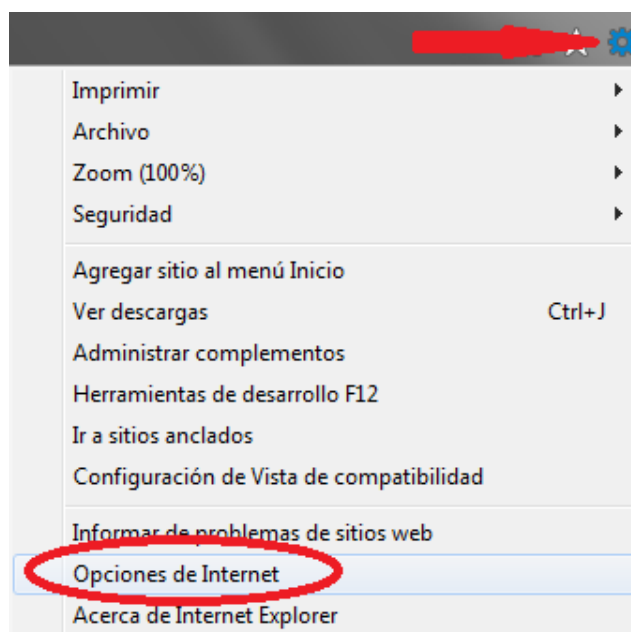 Imprimir
Archivo
Zoom (100%)
Seguridad
Agregar sitio al menú Inicio
Ver descargas Ctrl+J
Administrar complementos
Herramientas de desarrollo F12
Ir a sitios anclados
Configuración de Vista de compatibilidad
Informar de problemas de sitios web
Opciones de Internet
Acerca de Internet Explorer